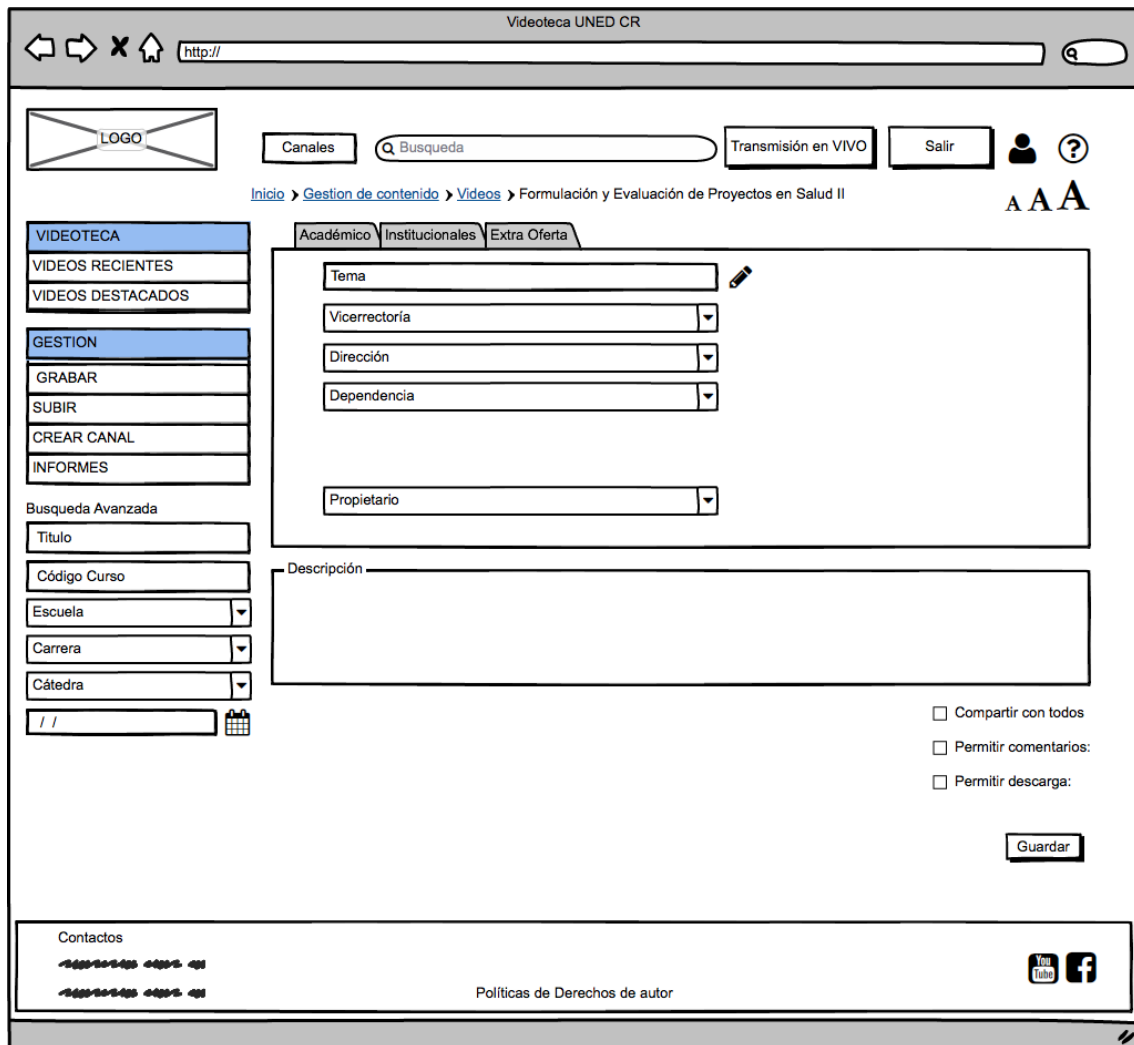 Videoteca UNED CR
http://
LOGO
Canales
Busqueda
Transmisión en VIVO
Salir
?
Inicio > Gestion de contenido > Videos > Formulación y Evaluación de Proyectos en Salud II
A A A
VIDEOTECA
VIDEOS RECIENTES
VIDEOS DESTACADOS
GESTION
GRABAR
SUBIR
CREAR CANAL
INFORMES
Busqueda Avanzada
Titulo
Código Curso
Escuela
Carrera
Cátedra
/ /
Académico Institucionales Extra Oferta
Tema
Vicerrectoría
Dirección
Dependencia
Propietario
Descripción
Compartir con todos
Permitir comentarios:
Permitir descarga:
Guardar
Contactos
Políticas de Derechos de autor
You
Tube
f